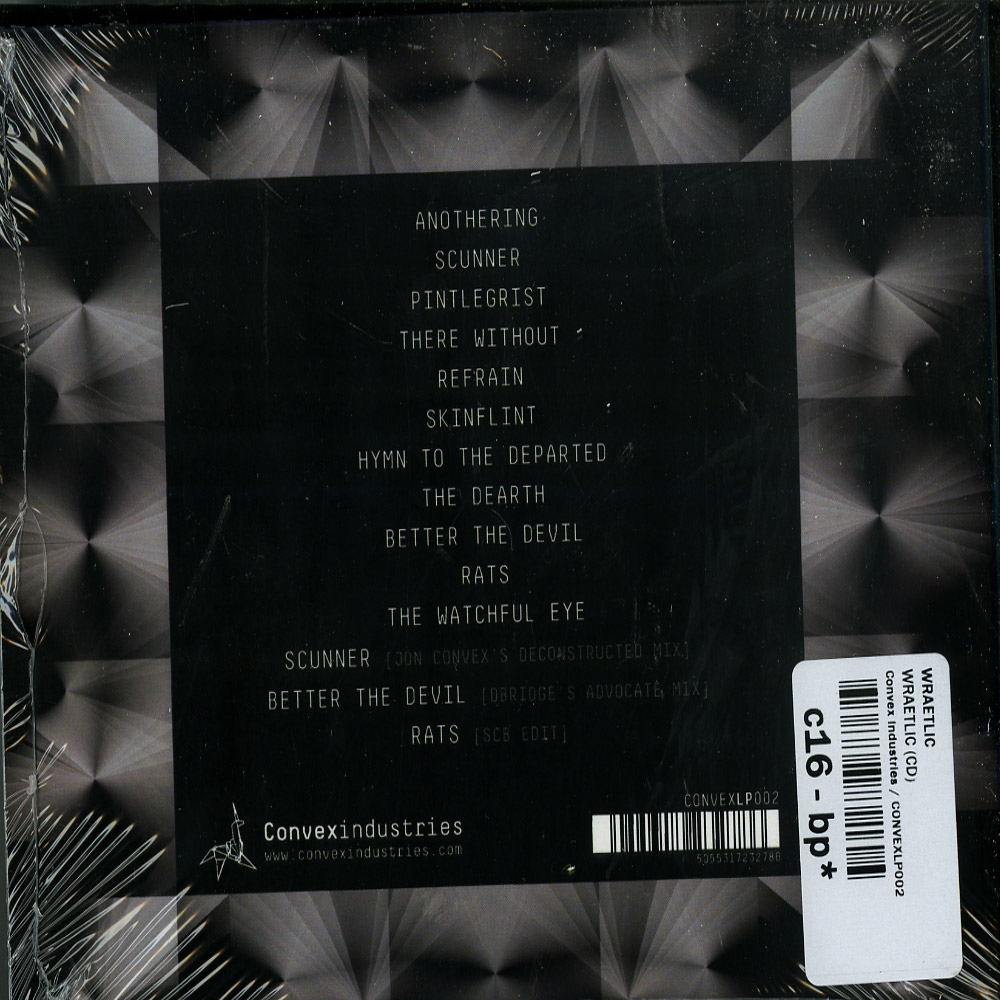 ANOTHERING
SCUNNER
PINTLEGRIST
THERE WITHOUT
REFRAIN
SKINFLINT
HYMN TO THE DEPARTED
THE DEARTH
BETTER THE DEVIL
RATS
THE WATCHFUL EYE
SCUNNER [JON CONVEX'S DECONSTRUCTED MIX]
BETTER THE DEVIL [DBRIDGE'S ADVOCATE MIX]
RATS [SCB EDIT]
Convexindustries
www.convexindustries.com
CONVEXLP002
5055317232786
WRAETLIC
WRAETLIC (CD)
Convex Industries / CONVEXLP002
c16 - bp*